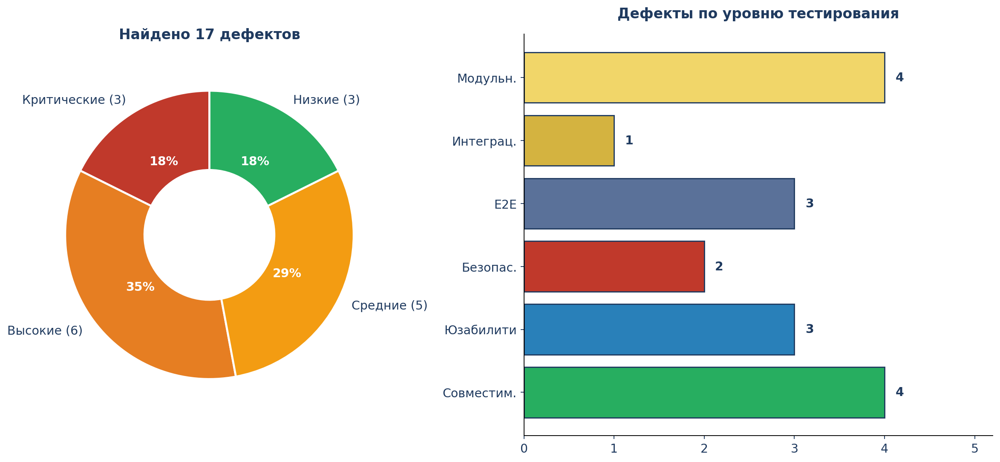 Найдено 17 дефектов
Критические (3)
Низкие (3)
18%
18%
35%
29%
Средние (5)
Высокие (6)
Дефекты по уровню тестирования
Модульн.
4
Интеграц.
1
E2E
3
Безопас.
2
Юзабилити
3
Совместим.
4
0 1 2 3 4 5